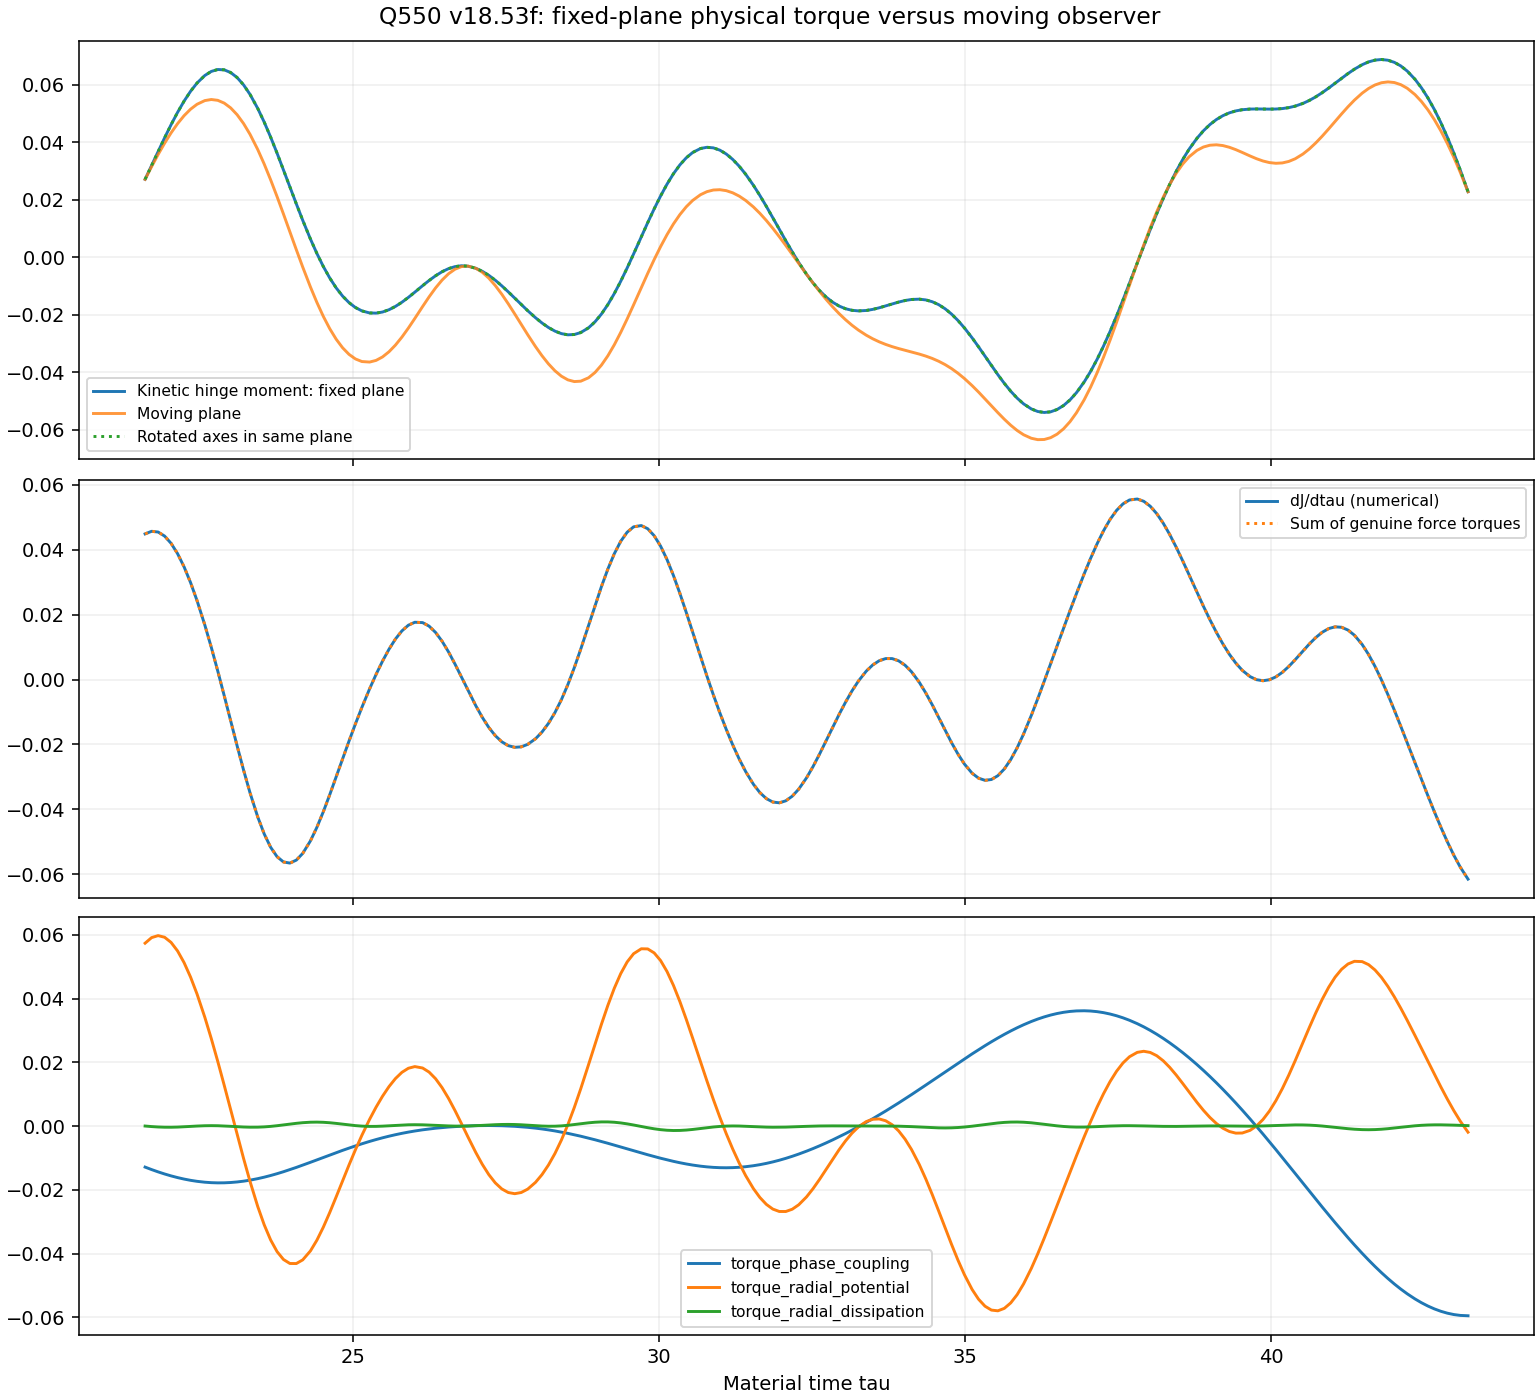 Q550 v18.53f: fixed-plane physical torque versus moving observer
0.06
0.04
0.02
0.00
−0.02
−0.04
−0.06
Kinetic hinge moment: fixed plane
Moving plane
Rotated axes in same plane
0.06
0.04
0.02
0.00
−0.02
−0.04
−0.06
dJ/dtau (numerical)
Sum of genuine force torques
0.06
0.04
0.02
0.00
−0.02
−0.04
−0.06
torque_phase_coupling
torque_radial_potential
torque_radial_dissipation
25 30 35 40
Material time tau